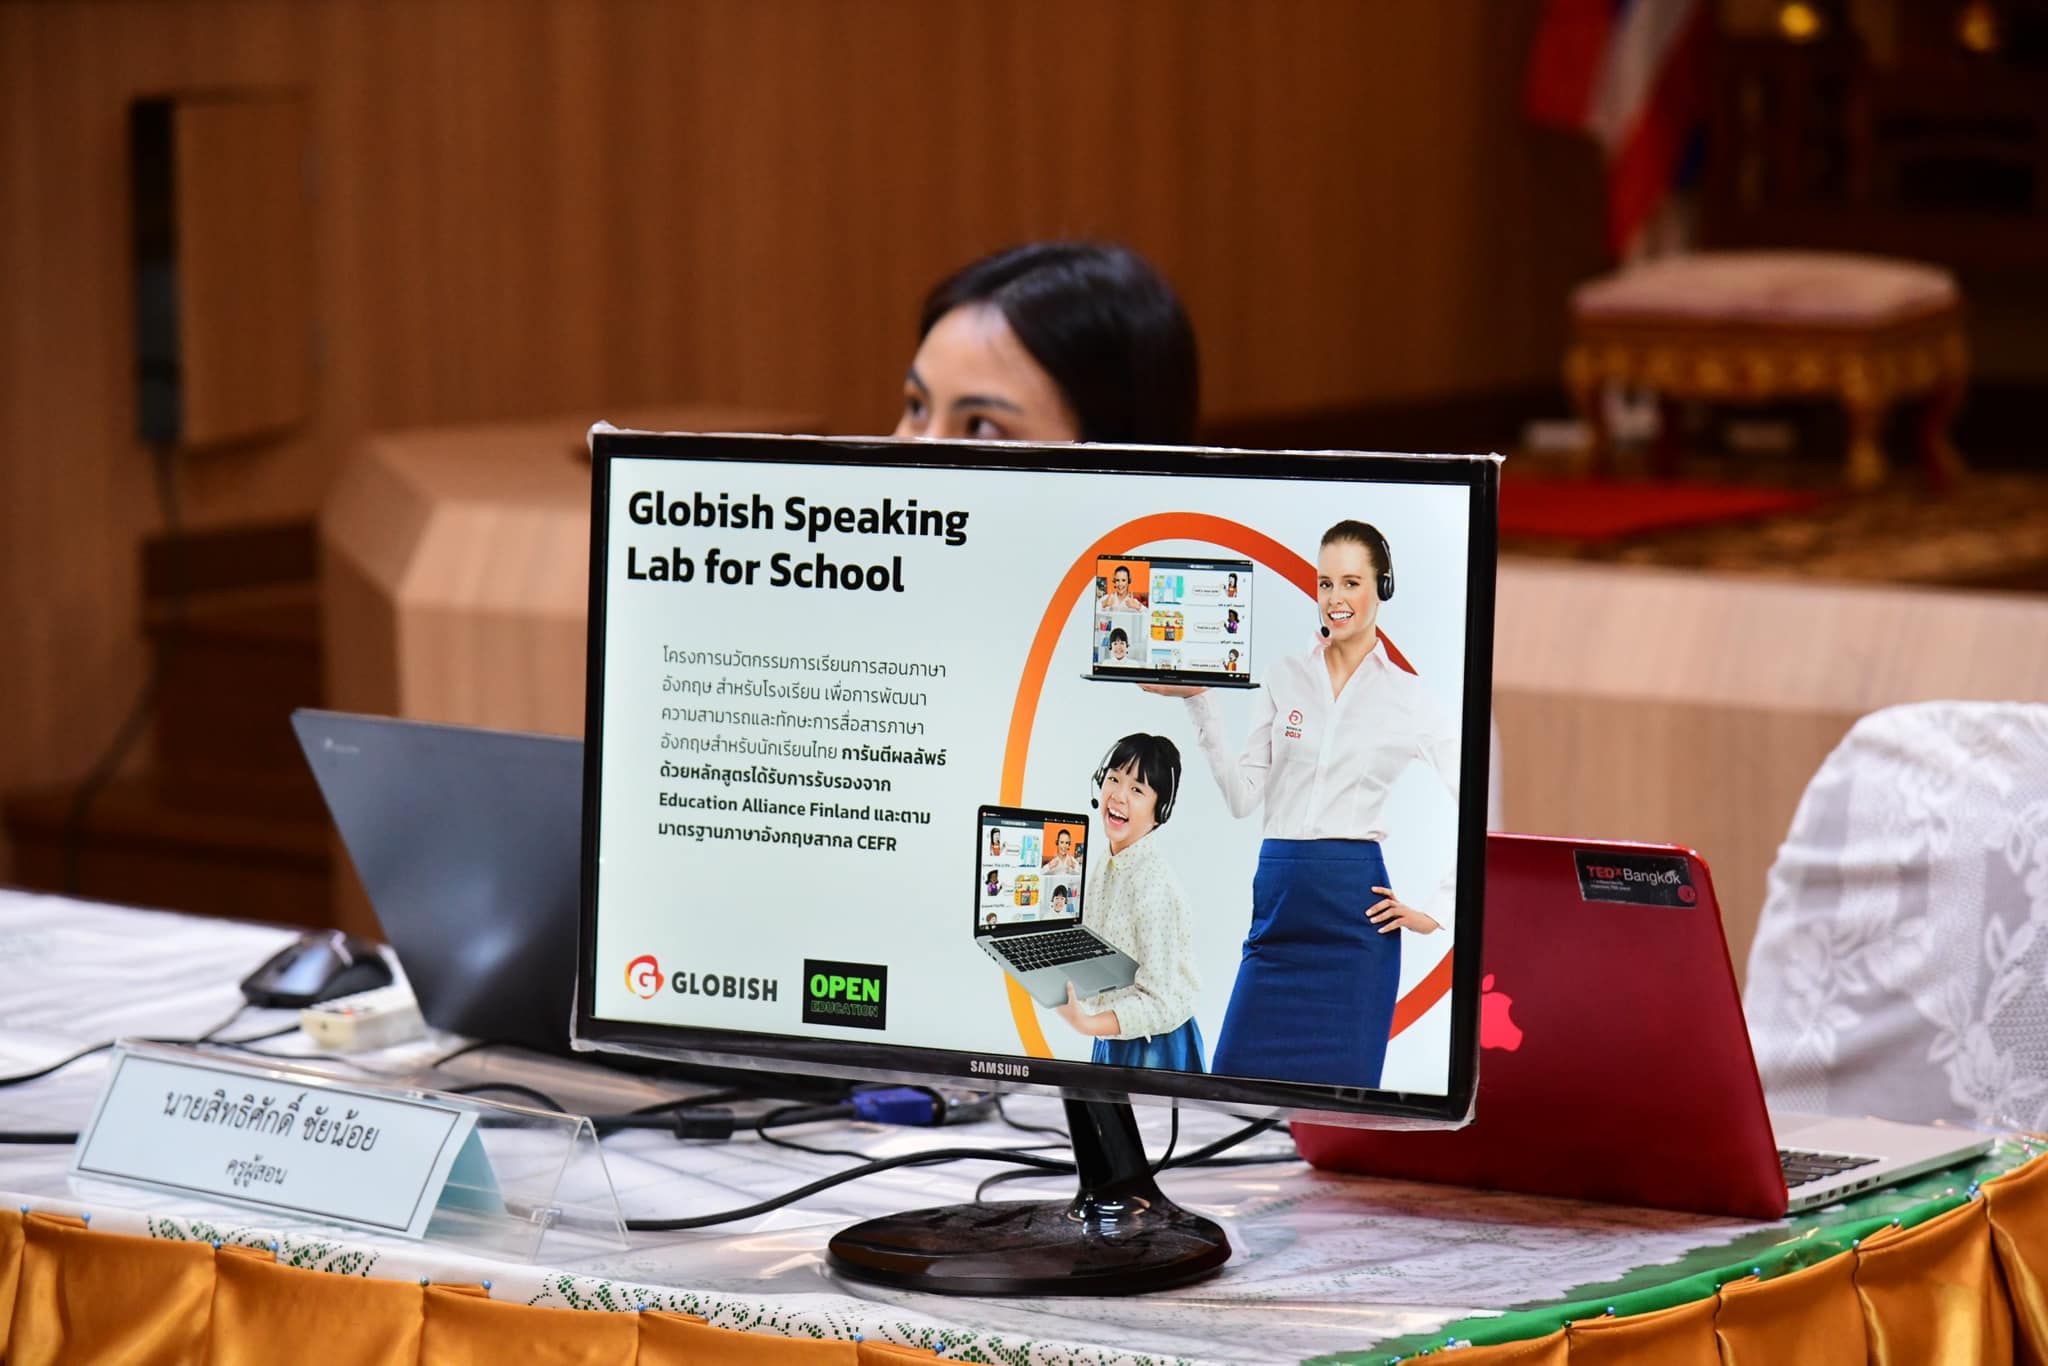 Globish Speaking
Lab for School
โครงการนวัตกรรมการเรียนการสอนภาษา
อังกฤษ สำหรับโรงเรียน เพื่อการพัฒนา
ความสามารถและทักษะการสื่อสารภาษา
อังกฤษสำหรับนักเรียนไทย การันตีผลลัพธ์
ด้วยหลักสูตรได้รับการรับรองจาก
Education Alliance Finland และตาม
มาตรฐานภาษาอังกฤษสากล CEFR
GLOBISH
OPEN
EDUCATION
SAMSUNG
TEDx Bangkok
นายสิทธิศักดิ์ ชัยน้อย
ครูผู้สอน